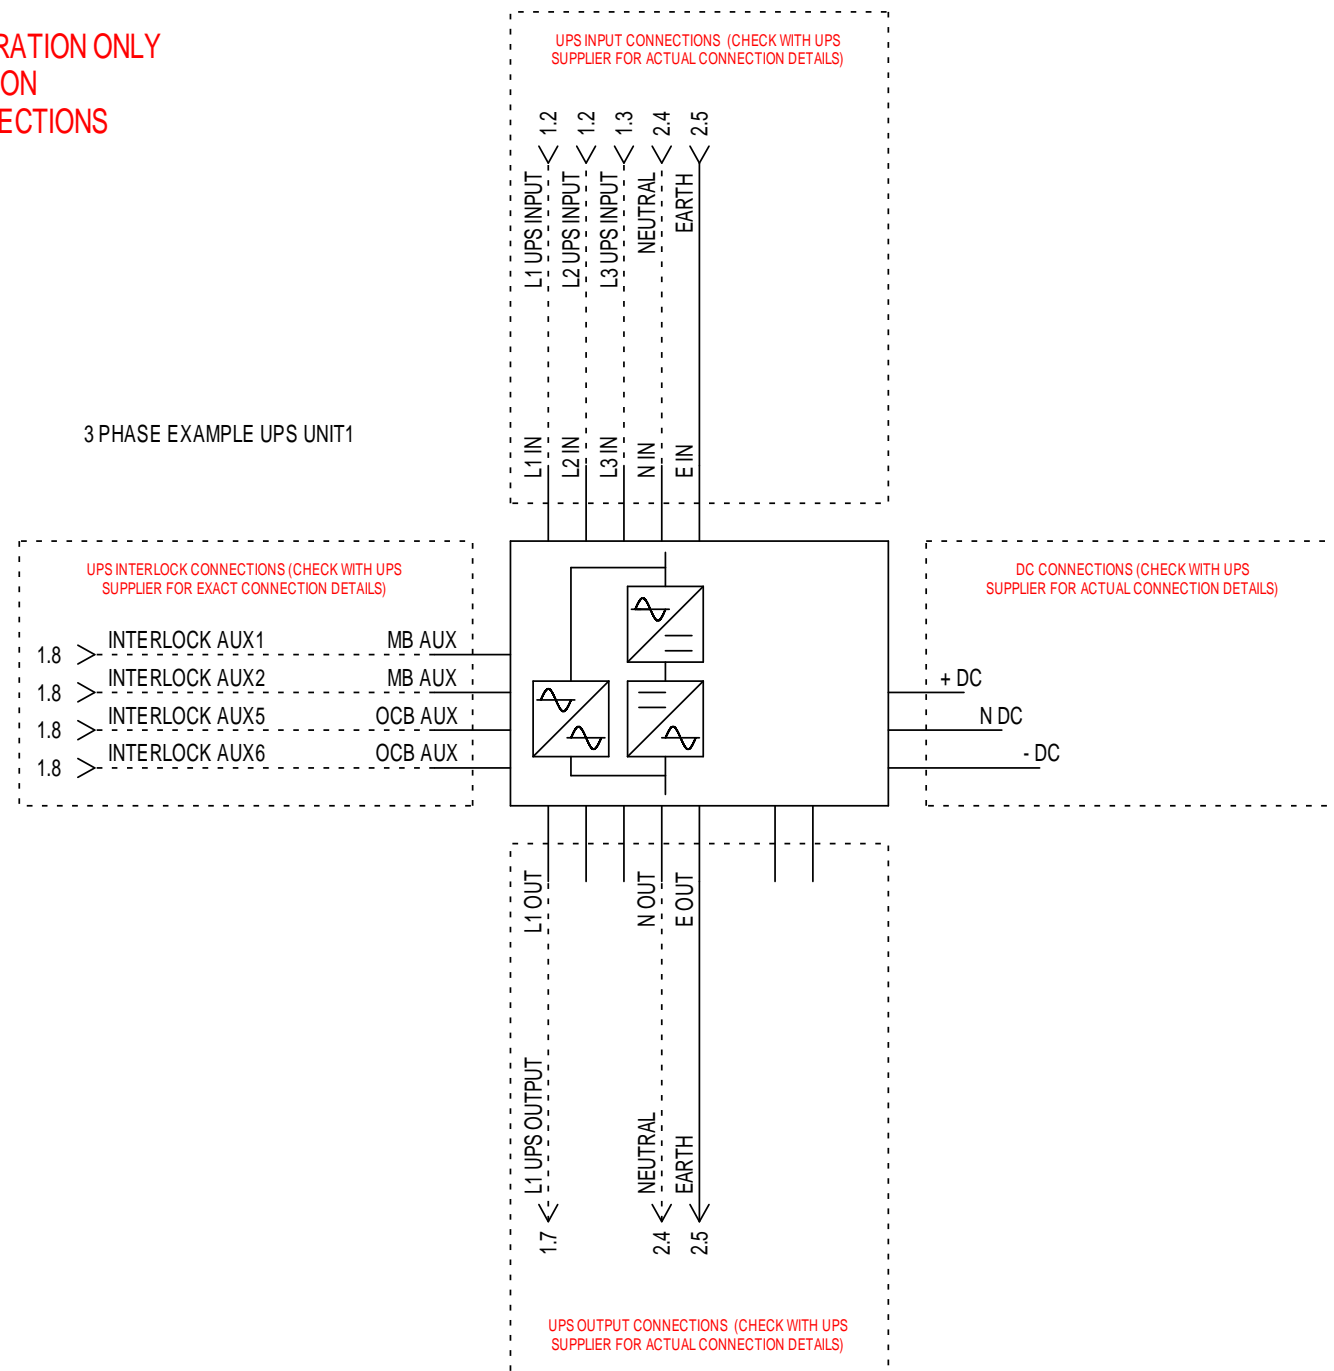 RATION ONLY
ON
ECTIONS
UPS INPUT CONNECTIONS (CHECK WITH UPS
SUPPLIER FOR ACTUAL CONNECTION DETAILS)
1.2
1.2
1.3
2.4
2.5
L1 UPS INPUT
L2 UPS INPUT
L3 UPS INPUT
NEUTRAL
EARTH
3 PHASE EXAMPLE UPS UNIT1
L1 IN
L2 IN
L3 IN
N IN
E IN
UPS INTERLOCK CONNECTIONS (CHECK WITH UPS
SUPPLIER FOR EXACT CONNECTION DETAILS)
1.8 INTERLOCK AUX1 MB AUX
1.8 INTERLOCK AUX2 MB AUX
1.8 INTERLOCK AUX5 OCB AUX
1.8 INTERLOCK AUX6 OCB AUX
DC CONNECTIONS (CHECK WITH UPS
SUPPLIER FOR ACTUAL CONNECTION DETAILS)
+ DC
N DC
- DC
L1 OUT
N OUT
E OUT
L1 UPS OUTPUT
NEUTRAL
EARTH
1.7
2.4
2.5
UPS OUTPUT CONNECTIONS (CHECK WITH UPS
SUPPLIER FOR ACTUAL CONNECTION DETAILS)